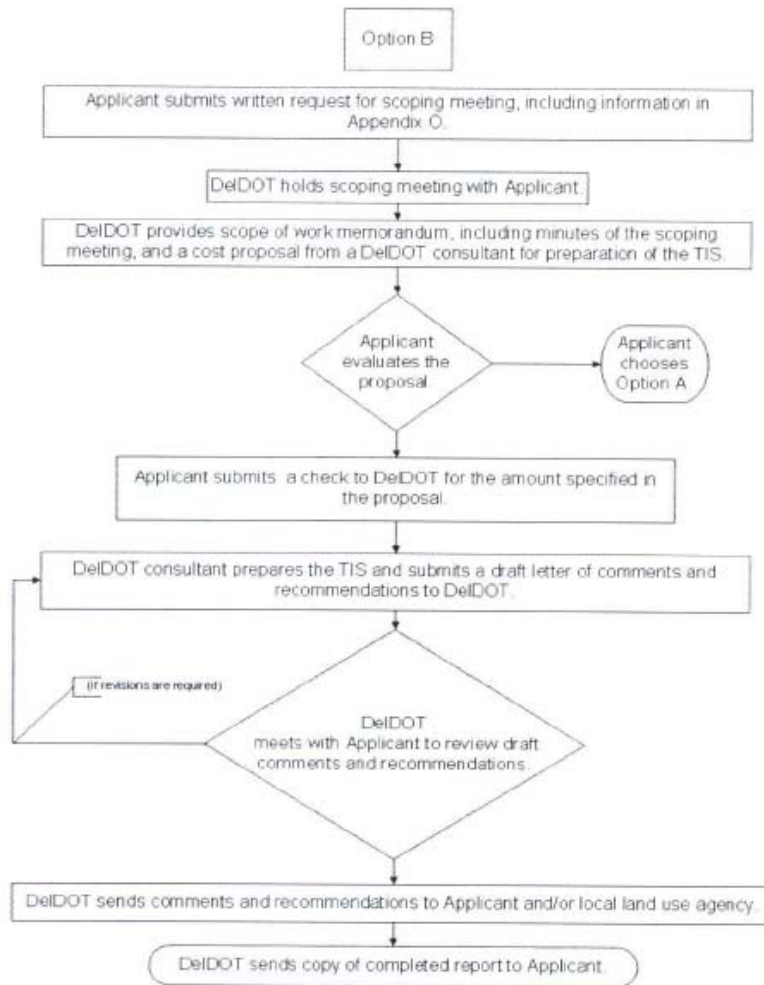 Option B
Applicant submits written request for scoping meeting, including information in
Appendix O.
DelDOT holds scoping meeting with Applicant.
DelDOT provides scope of work memorandum, including minutes of the scoping
meeting, and a cost proposal from a DelDOT consultant for preparation of the TIS.
Applicant
evaluates the
proposal.
Applicant
chooses
Option A
Applicant submits a check to DelDOT for the amount specified in
the proposal.
DelDOT consultant prepares the TIS and submits a draft letter of comments and
recommendations to DelDOT.
(if revisions are required)
DelDOT
meets with Applicant to review draft
comments and recommendations.
DelDOT sends comments and recommendations to Applicant and/or local land use agency.
DelDOT sends copy of completed report to Applicant.